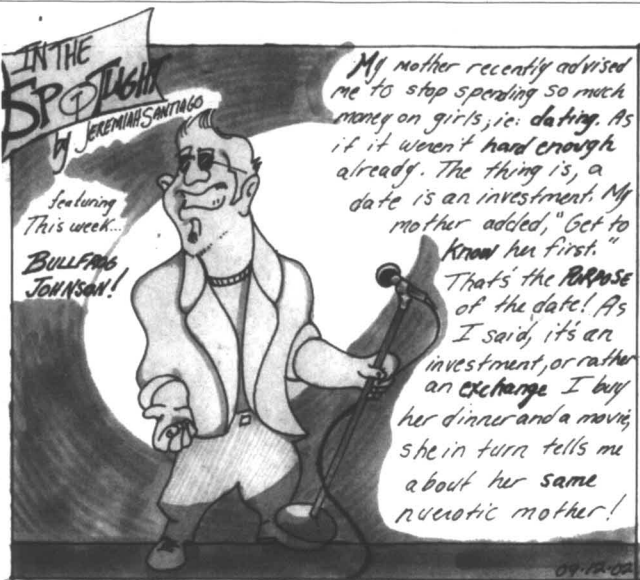 IN THE
SPOTLIGHT
by JEREMIAH SANTIAGO
featuring
This week...
BULLFROG
JOHNSON!
My mother recently advised
me to stop spending so much
money on girls, ie: dating. As
if it weren't hard enough
already. The thing is, a
date is an investment. My
mother added, "Get to
know her first."
That's the PURPOSE
of the date! As
I said, it's an
investment, or rather
an exchange I buy
her dinner and a movie,
she in turn tells me
about her same
nuerotic mother!
09-12-02